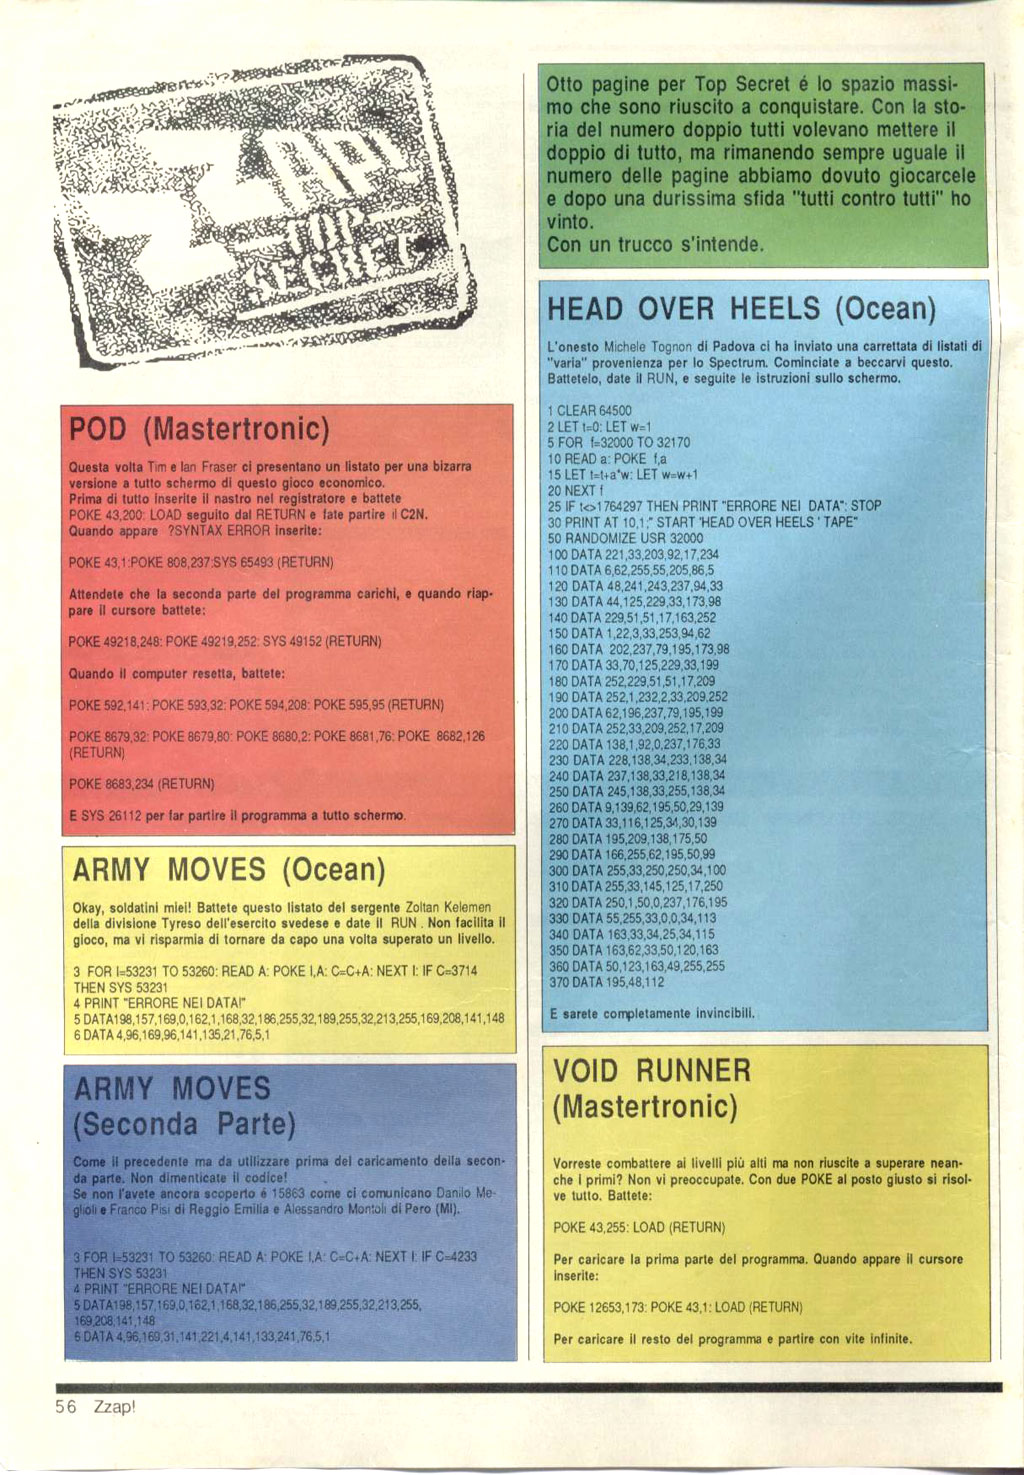 ZZAP!
TOP
SECRET
POD (Mastertronic)
Questa volta Tim e Ian Fraser ci presentano un listato per una bizarra
versione a tutto schermo di questo gioco economico.
Prima di tutto inserite il nastro nel registratore e battete
POKE 43,200: LOAD seguito dal RETURN e fate partire il C2N.
Quando appare ?SYNTAX ERROR inserite:
POKE 43,1:POKE 808,237:SYS 65493 (RETURN)
Attendete che la seconda parte del programma carichi, e quando riap-
pare il cursore battete:
POKE 49218,248: POKE 49219,252: SYS 49152 (RETURN)
Quando il computer resetta, battete:
POKE 592,141: POKE 593,32: POKE 594,208: POKE 595,95 (RETURN)
POKE 8679,32: POKE 8679,80: POKE 8680,2: POKE 8681,76: POKE 8682,126
(RETURN)
POKE 8683,234 (RETURN)
E SYS 26112 per far partire il programma a tutto schermo.
ARMY MOVES (Ocean)
Okay, soldatini miei! Battete questo listato del sergente Zoltan Kelemen
della divisione Tyreso dell'esercito svedese e date il RUN . Non facilita il
gioco, ma vi risparmia di tornare da capo una volta superato un livello.
3 FOR I=53231 TO 53260: READ A: POKE I,A: C=C+A: NEXT I: IF C=3714
THEN SYS 53231
4 PRINT "ERRORE NEI DATA!"
5 DATA198,157,169,0,162,1,168,32,186,255,32,189,255,32,213,255,169,208,141,148
6 DATA 4,96,169,96,141,135,21,76,5,1
ARMY MOVES
(Seconda Parte)
Come il precedente ma da utilizzare prima del caricamento della secon-
da parte. Non dimenticate il codice!
Se non l'avete ancora scoperto é 15863 come ci comunicano Danilo Me-
glioli e Franco Pisi di Reggio Emilia e Alessandro Montoli di Pero (MI).
3 FOR I=53231 TO 53260: READ A: POKE I,A: C=C+A: NEXT I: IF C=4233
THEN SYS 53231
4 PRINT "ERRORE NEI DATA!"
5 DATA198,157,169,0,162,1,168,32,186,255,32,189,255,32,213,255,
169,208,141,148
6 DATA 4,96,169,31,141,221,4,141,133,241,76,5,1
Otto pagine per Top Secret é lo spazio massi-
mo che sono riuscito a conquistare. Con la sto-
ria del numero doppio tutti volevano mettere il
doppio di tutto, ma rimanendo sempre uguale il
numero delle pagine abbiamo dovuto giocarcele
e dopo una durissima sfida "tutti contro tutti" ho
vinto.
Con un trucco s'intende.
HEAD OVER HEELS (Ocean)
L'onesto Michele Tognon di Padova ci ha inviato una carrettata di listati di
"varia" provenienza per lo Spectrum. Cominciate a beccarvi questo.
Battetelo, date il RUN, e seguite le istruzioni sullo schermo.
1 CLEAR 64500
2 LET t=0: LET w=1
5 FOR f=32000 TO 32170
10 READ a: POKE f,a
15 LET t=t+a*w: LET w=w+1
20 NEXT f
25 IF t<>1764297 THEN PRINT "ERRORE NEI DATA": STOP
30 PRINT AT 10,1;" START 'HEAD OVER HEELS ' TAPE"
50 RANDOMIZE USR 32000
100 DATA 221,33,203,92,17,234
110 DATA 6,62,255,55,205,86,5
120 DATA 48,241,243,237,94,33
130 DATA 44,125,229,33,173,98
140 DATA 229,51,51,17,163,252
150 DATA 1,22,3,33,253,94,62
160 DATA 202,237,79,195,173,98
170 DATA 33,70,125,229,33,199
180 DATA 252,229,51,51,17,209
190 DATA 252,1,232,2,33,209,252
200 DATA 62,196,237,79,195,199
210 DATA 252,33,209,252,17,209
220 DATA 138,1,92,0,237,176,33
230 DATA 228,138,34,233,138,34
240 DATA 237,138,33,218,138,34
250 DATA 245,138,33,255,138,34
260 DATA 9,139,62,195,50,29,139
270 DATA 33,116,125,34,30,139
280 DATA 195,209,138,175,50
290 DATA 166,255,62,195,50,99
300 DATA 255,33,250,250,34,100
310 DATA 255,33,145,125,17,250
320 DATA 250,1,50,0,237,176,195
330 DATA 55,255,33,0,0,34,113
340 DATA 163,33,34,25,34,115
350 DATA 163,62,33,50,120,163
360 DATA 50,123,163,49,255,255
370 DATA 195,48,112
E sarete completamente invincibili.
VOID RUNNER
(Mastertronic)
Vorreste combattere ai livelli più alti ma non riuscite a superare nean-
che i primi? Non vi preoccupate. Con due POKE al posto giusto si risol-
ve tutto. Battete:
POKE 43,255: LOAD (RETURN)
Per caricare la prima parte del programma. Quando appare il cursore
inserite:
POKE 12653,173: POKE 43,1: LOAD (RETURN)
Per caricare il resto del programma e partire con vite infinite.
56 Zzap!